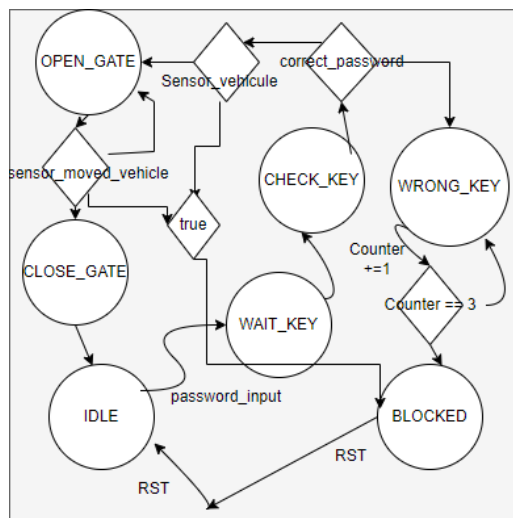 OPEN_GATE
correct_password
Sensor_vehicule
sensor_moved_vehicle
CHECK_KEY
WRONG_KEY
true
Counter
+=1
CLOSE_GATE
Counter == 3
WAIT_KEY
password_input
IDLE
BLOCKED
RST
RST